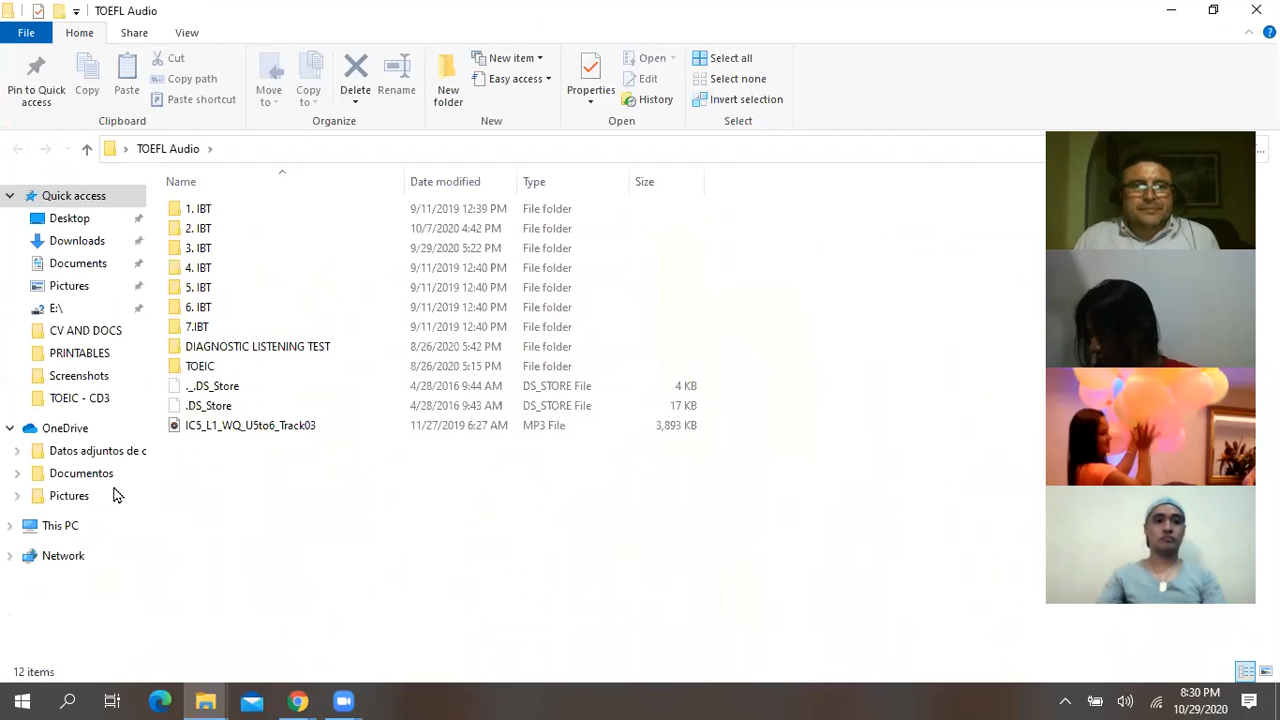 TOEFL Audio
File
Home
Share
View
Pin to Quick access
Copy
Paste
Cut
Copy path
Paste shortcut
Clipboard
Move to
Copy to
Delete
Rename
Organize
New folder
New item
Easy access
New
Properties
Open
Edit
History
Open
Select all
Select none
Invert selection
Select
TOEFL Audio
Name Date modified Type Size
1. IBT 9/11/2019 12:39 PM File folder
2. IBT 10/7/2020 4:42 PM File folder
3. IBT 9/29/2020 5:22 PM File folder
4. IBT 9/11/2019 12:40 PM File folder
5. IBT 9/11/2019 12:40 PM File folder
6. IBT 9/11/2019 12:40 PM File folder
7.IBT 9/11/2019 12:40 PM File folder
DIAGNOSTIC LISTENING TEST 8/26/2020 5:42 PM File folder
TOEIC 8/26/2020 5:15 PM File folder
._.DS_Store 4/28/2016 9:44 AM DS_STORE File 4 KB
.DS_Store 4/28/2016 9:43 AM DS_STORE File 17 KB
IC5_L1_WQ_U5to6_Track03 11/27/2019 6:27 AM MP3 File 3,893 KB
Quick access
Desktop
Downloads
Documents
Pictures
E:\
CV AND DOCS
PRINTABLES
Screenshots
TOEIC - CD3
OneDrive
Datos adjuntos de c
Documentos
Pictures
This PC
Network
12 items
8:30 PM
10/29/2020